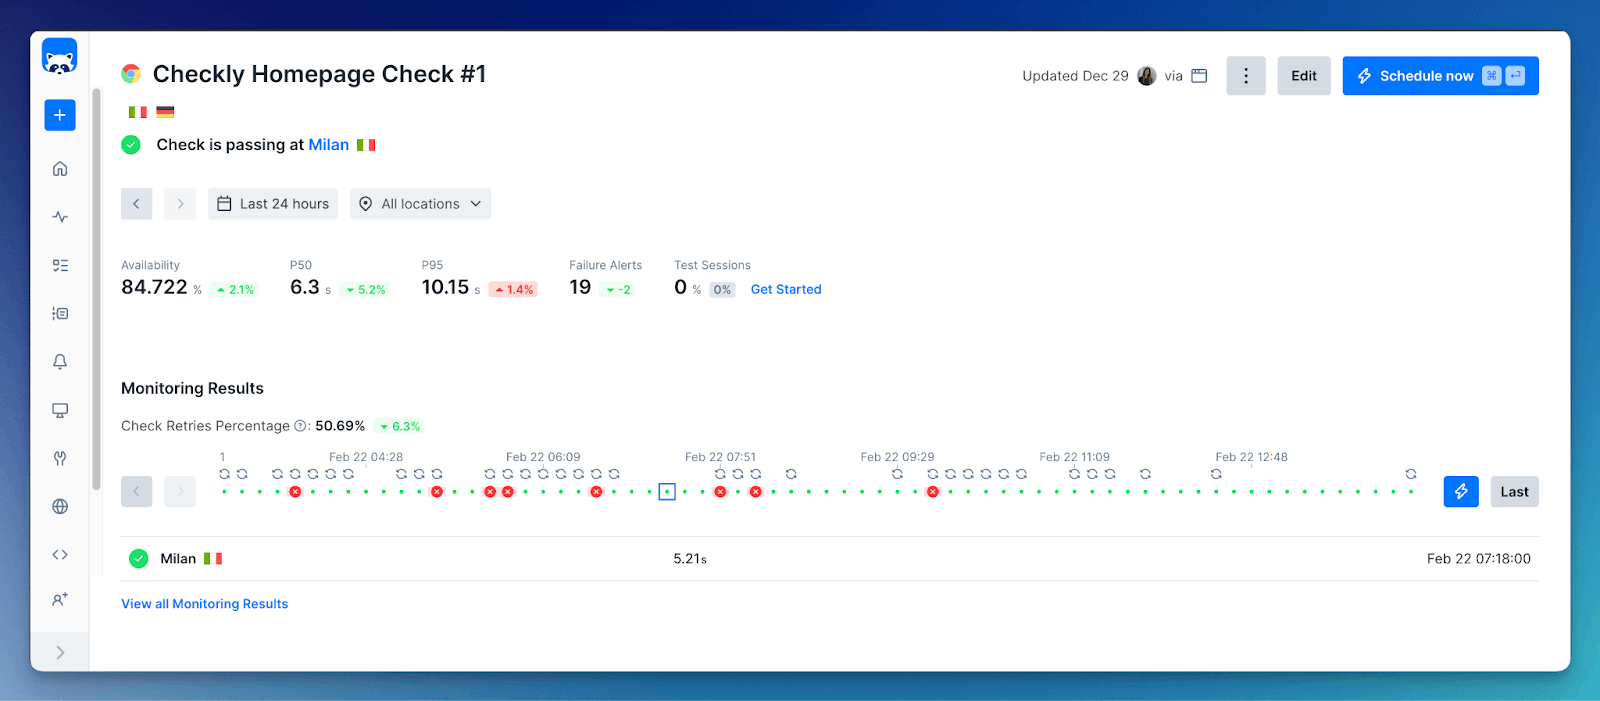 Checkly Homepage Check #1
Updated Dec 29 via
Edit
Schedule now
Check is passing at Milan
Last 24 hours
All locations
Availability
84.722 % 2.1%
P50
6.3 s 5.2%
P95
10.15 s 1.4%
Failure Alerts
19 -2
Test Sessions
0 % 0% Get Started
Monitoring Results
Check Retries Percentage ? : 50.69% 6.3%
1 Feb 22 04:28 Feb 22 06:09 Feb 22 07:51 Feb 22 09:29 Feb 22 11:09 Feb 22 12:48
Last
Milan 5.21s Feb 22 07:18:00
View all Monitoring Results